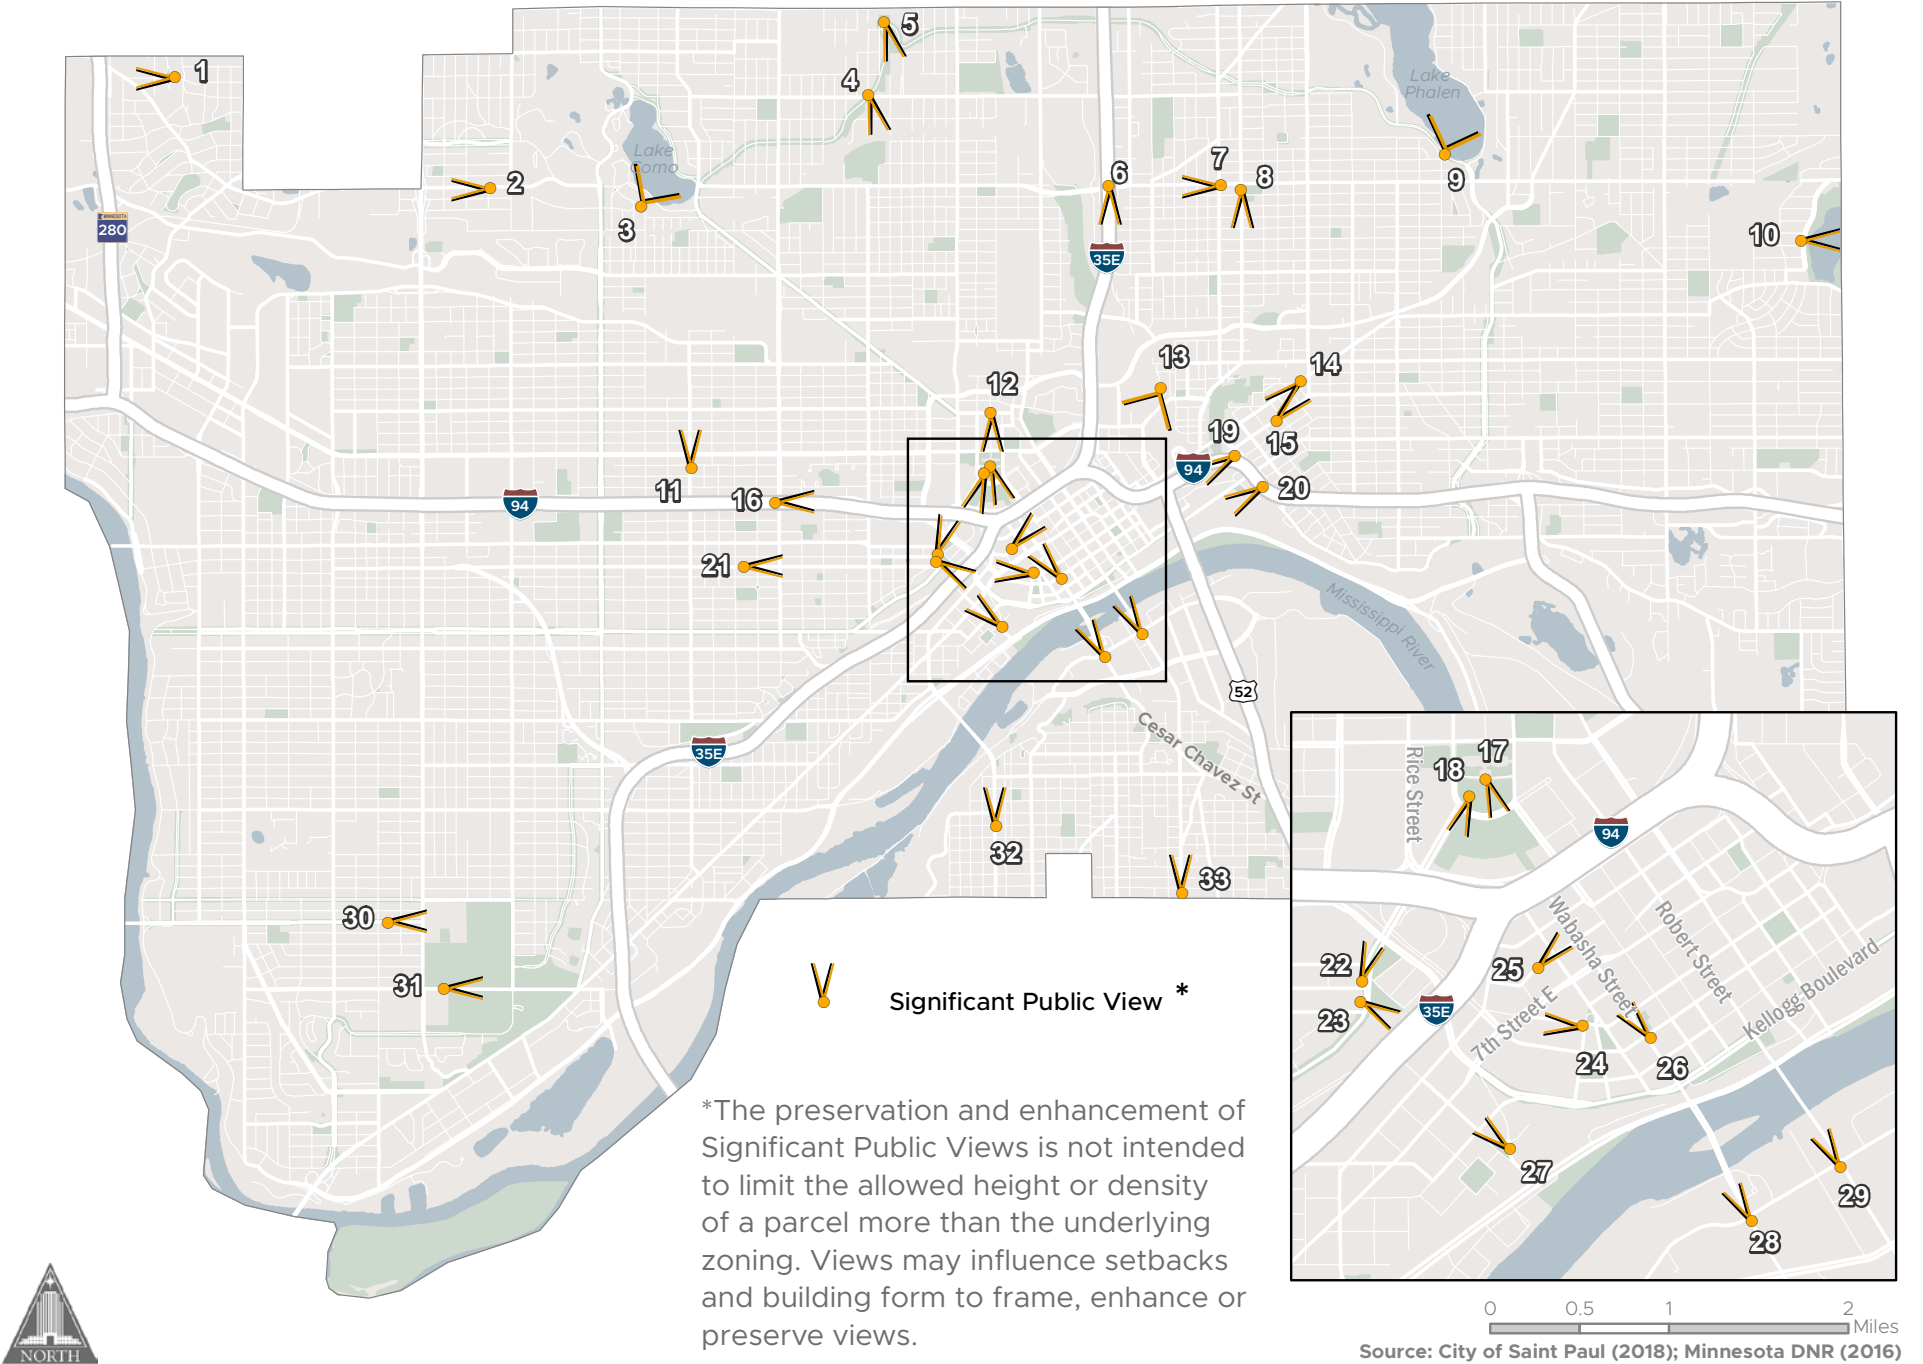 5
1
4
Lake
Phalen
Lake
Como
7
6
8
2
9
3
MINNESOTA
280
10
35E
13
14
12
19
15
94
11
16
20
94
21
Mississippi River
52
Cesar Chavez St
35E
32
33
30
31
Rice Street
17
18
94
Wabasha Street
Robert Street
Kellogg Boulevard
22
25
23
35E
7th Street E
24
26
27
29
28
Significant Public View *
*The preservation and enhancement of
Significant Public Views is not intended
to limit the allowed height or density
of a parcel more than the underlying
zoning. Views may influence setbacks
and building form to frame, enhance or
preserve views.
0 0.5 1 2
Miles
Source: City of Saint Paul (2018); Minnesota DNR (2016)
NORTH